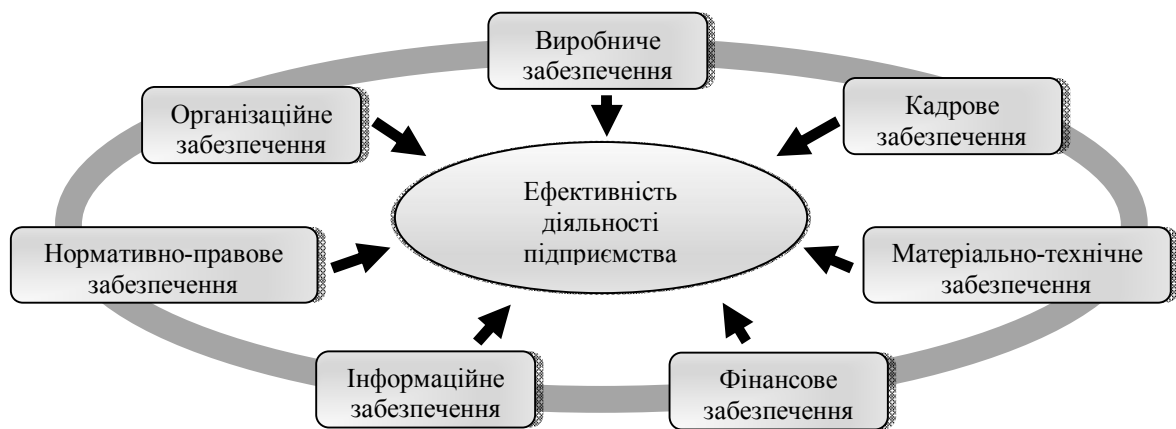 Виробниче
забезпечення
Організаційне
забезпечення
Кадрове
забезпечення
Ефективність
діяльності
підприємства
Нормативно-правове
забезпечення
Матеріально-технічне
забезпечення
Інформаційне
забезпечення
Фінансове
забезпечення